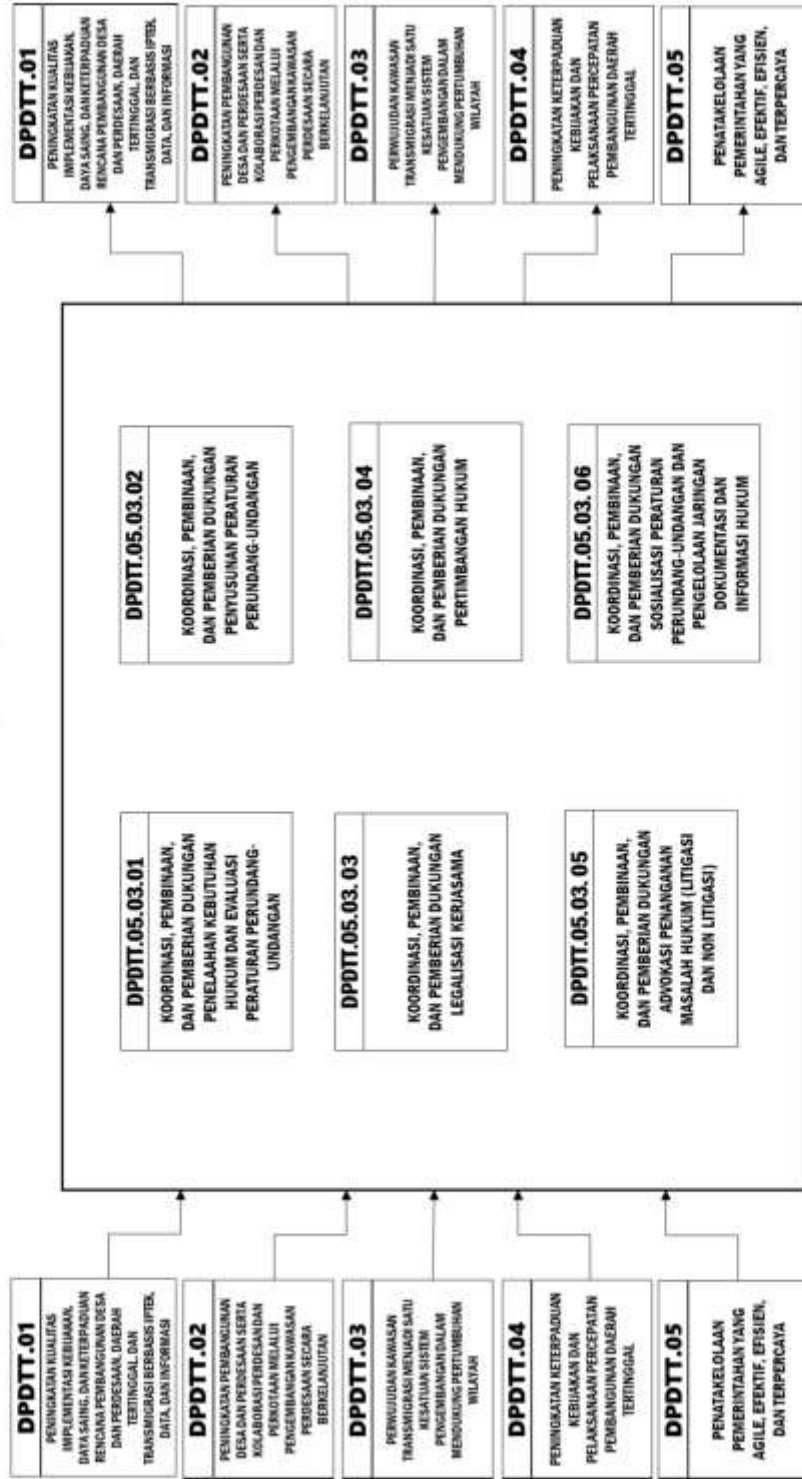 DPDTT.01
PENINGKATAN KUALITAS
IMPLEMENTASI KEBIJAKAN,
DAYA SAING, DAN KETERPADUAN
RENCANA PEMBANGUNAN DESA
DAN PERDESAAN, DAERAH
TERTINGGAL, DAN
TRANSMIGRASI BERBASIS IPTEK,
DATA, DAN INFORMASI
DPDTT.02
PENINGKATAN PEMBANGUNAN
DESA DAN PERDESAAN SERTA
KOLABORASI PERDESAN DAN
PERKOTAAN MELALUI
PENGEMBANGAN KAWASAN
PERDESAAN SECARA
BERKELANJUTAN
DPDTT.03
PERWUJUDAN KAWASAN
TRANSMIGRASI MENJADI SATU
KESATUAN SISTEM
PENGEMBANGAN DALAM
MENDUKUNG PERTUMBUHAN
WILAYAH
DPDTT.04
PENINGKATAN KETERPADUAN
KEBIJAKAN DAN
PELAKSANAAN PERCEPATAN
PEMBANGUNAN DAERAH
TERTINGGAL
DPDTT.05
PENATAKELOLAAN
PEMERINTAHAN YANG
AGILE, EFEKTIF, EFISIEN,
DAN TERPERCAYA
DPDTT.05.03.01
KOORDINASI, PEMBINAAN,
DAN PEMBERIAN DUKUNGAN
PENELAAHAN KEBUTUHAN
HUKUM DAN EVALUASI
PERATURAN PERUNDANG-
UNDANGAN
DPDTT.05.03.02
KOORDINASI, PEMBINAAN,
DAN PEMBERIAN DUKUNGAN
PENYUSUNAN PERATURAN
PERUNDANG-UNDANGAN
DPDTT.05.03. 03
KOORDINASI, PEMBINAAN,
DAN PEMBERIAN DUKUNGAN
LEGALISASI KERJASAMA
DPDTT.05.03. 04
KOORDINASI, PEMBINAAN,
DAN PEMBERIAN DUKUNGAN
PERTIMBANGAN HUKUM
DPDTT.05.03. 05
KOORDINASI, PEMBINAAN,
DAN PEMBERIAN DUKUNGAN
ADVOKASI PENANGANAN
MASALAH HUKUM (LITIGASI
DAN NON LITIGASI)
DPDTT.05.03. 06
KOORDINASI, PEMBINAAN,
DAN PEMBERIAN DUKUNGAN
SOSIALISASI PERATURAN
PERUNDANG-UNDANGAN DAN
PENGELOLAAN JARINGAN
DOKUMENTASI DAN
INFORMASI HUKUM
DPDTT.01
PENINGKATAN KUALITAS
IMPLEMENTASI KEBIJAKAN,
DAYA SAING, DAN KETERPADUAN
RENCANA PEMBANGUNAN DESA
DAN PERDESAAN, DAERAH
TERTINGGAL, DAN
TRANSMIGRASI BERBASIS IPTEK,
DATA, DAN INFORMASI
DPDTT.02
PENINGKATAN PEMBANGUNAN
DESA DAN PERDESAAN SERTA
KOLABORASI PERDESAN DAN
PERKOTAAN MELALUI
PENGEMBANGAN KAWASAN
PERDESAAN SECARA
BERKELANJUTAN
DPDTT.03
PERWUJUDAN KAWASAN
TRANSMIGRASI MENJADI SATU
KESATUAN SISTEM
PENGEMBANGAN DALAM
MENDUKUNG PERTUMBUHAN
WILAYAH
DPDTT.04
PENINGKATAN KETERPADUAN
KEBIJAKAN DAN
PELAKSANAAN PERCEPATAN
PEMBANGUNAN DAERAH
TERTINGGAL
DPDTT.05
PENATAKELOLAAN
PEMERINTAHAN YANG
AGILE, EFEKTIF, EFISIEN,
DAN TERPERCAYA